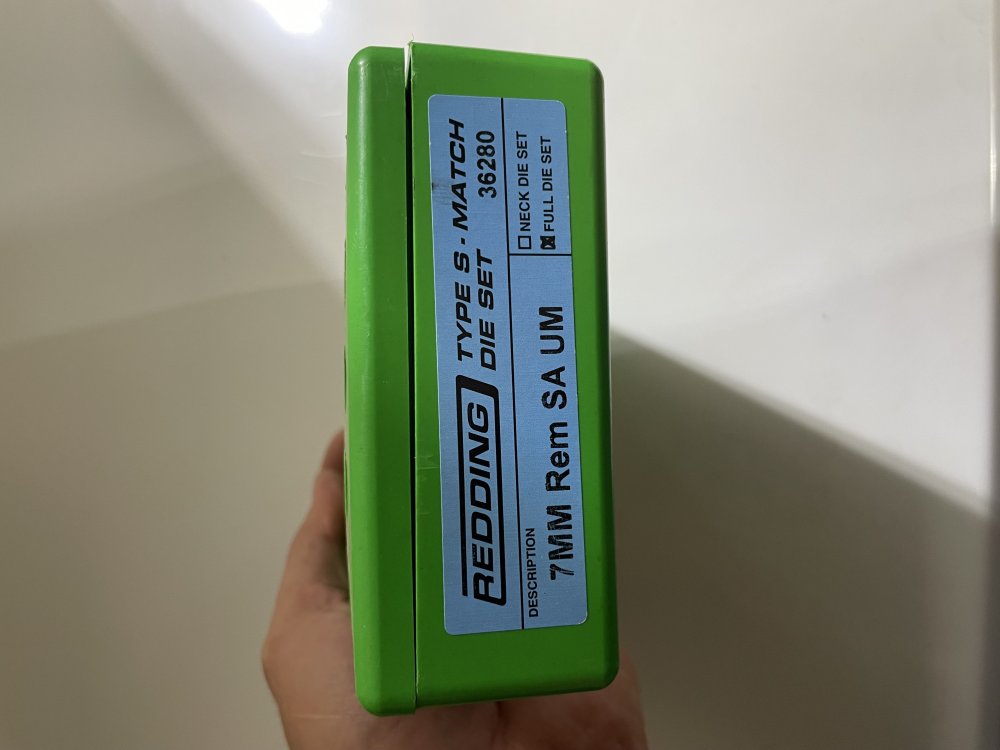 REDDING TYPE S - MATCH
DIE SET 36280
DESCRIPTION
7MM Rem SA UM
☐ NECK DIE SET
☒ FULL DIE SET